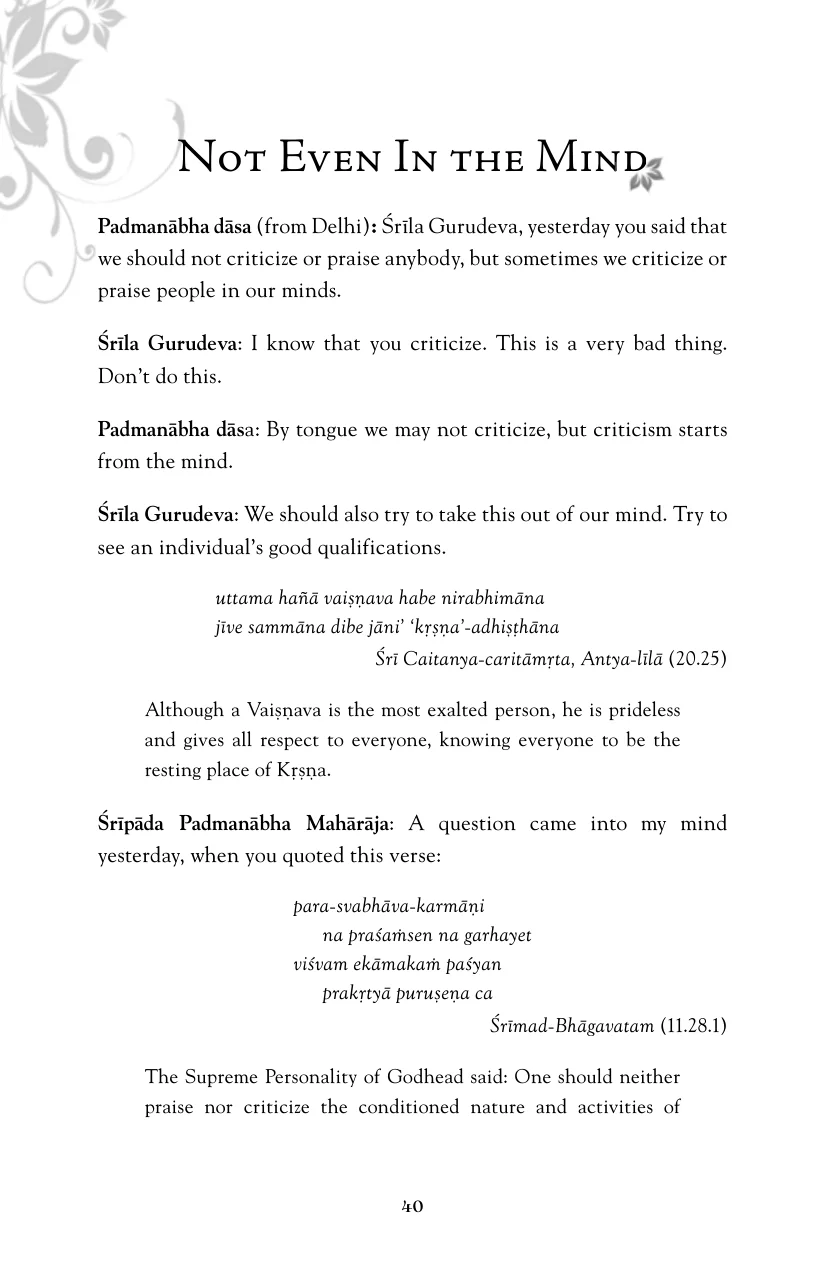 Not Even In the Mind
Padmanābha dāsa (from Delhi): Śrīla Gurudeva, yesterday you said that
we should not criticize or praise anybody, but sometimes we criticize or
praise people in our minds.
Śrīla Gurudeva: I know that you criticize. This is a very bad thing.
Don't do this.
Padmanābha dāsa: By tongue we may not criticize, but criticism starts
from the mind.
Śrīla Gurudeva: We should also try to take this out of our mind. Try to
see an individual's good qualifications.
uttama hañā vaiṣṇava habe nirabhimāna
jīve sammāna dibe jāni' 'kṛṣṇa'-adhiṣṭhāna
Śrī Caitanya-caritāmṛta, Antya-līlā (20.25)
Although a Vaiṣṇava is the most exalted person, he is prideless
and gives all respect to everyone, knowing everyone to be the
resting place of Kṛṣṇa.
Śrīpāda Padmanābha Mahārāja: A question came into my mind
yesterday, when you quoted this verse:
para-svabhāva-karmāṇi
na praśaṁsen na garhayet
viśvam ekāmakaṁ paśyan
prakṛtyā puruṣeṇa ca
Śrīmad-Bhāgavatam (11.28.1)
The Supreme Personality of Godhead said: One should neither
praise nor criticize the conditioned nature and activities of
40